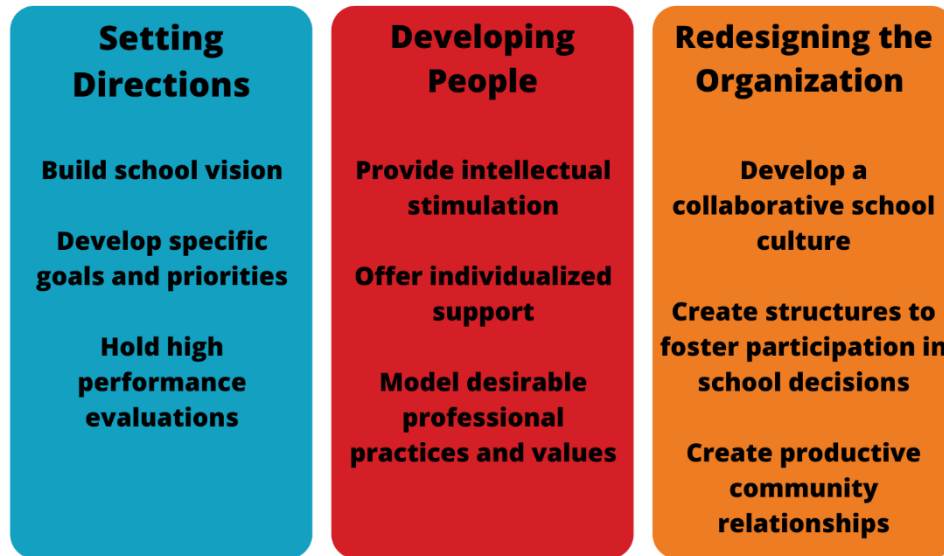 Setting
Directions
Build school vision
Develop specific
goals and priorities
Hold high
performance
evaluations
Developing
People
Provide intellectual
stimulation
Offer individualized
support
Model desirable
professional
practices and values
Redesigning the
Organization
Develop a
collaborative school
culture
Create structures to
foster participation in
school decisions
Create productive
community
relationships